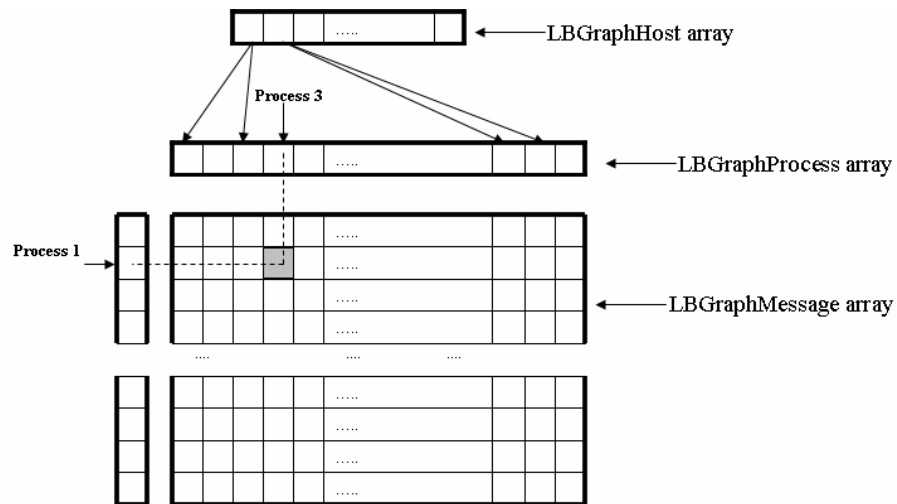 .....
LBGraphHost array
Process 3
.....
LBGraphProcess array
.....
Process 1
.....
.....
LBGraphMessage array
.....
....
....
....
.....
.....
.....
.....